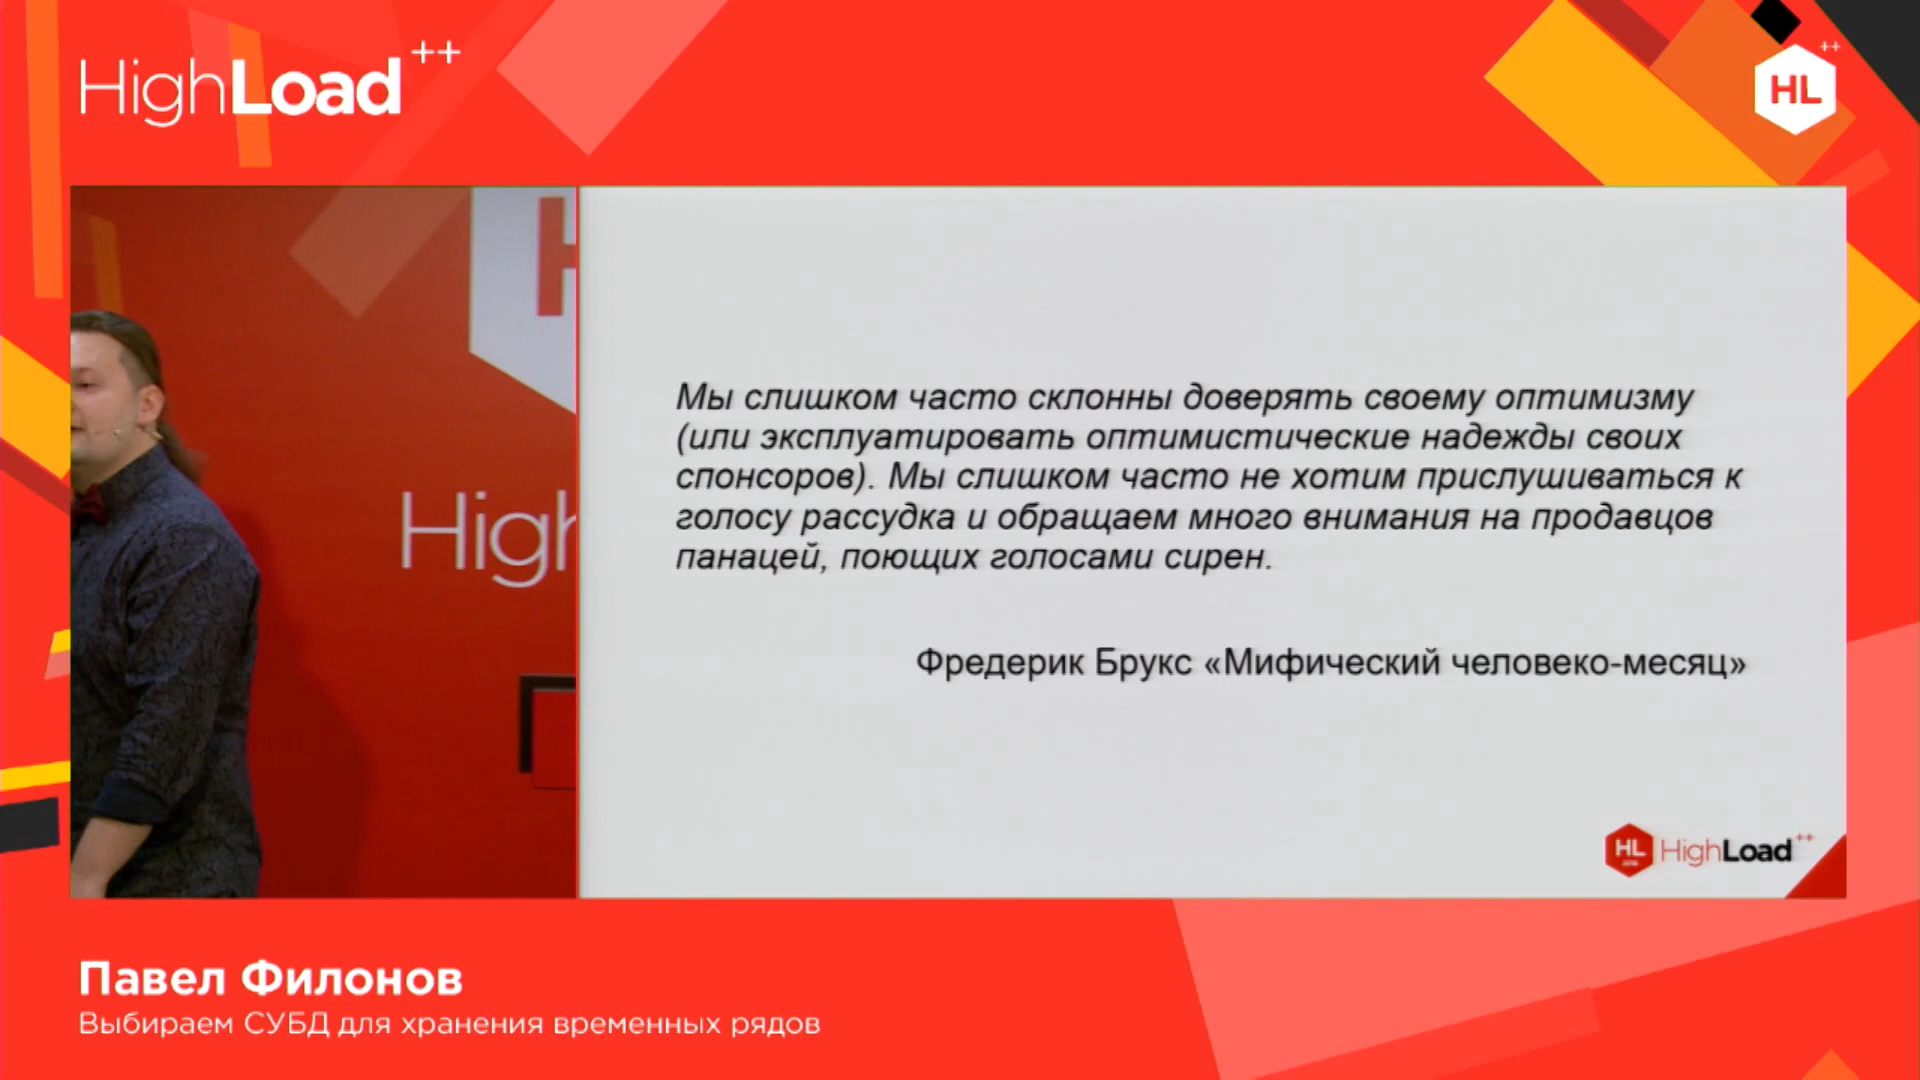 HighLoad++
HL++
H
High
Мы слишком часто склонны доверять своему оптимизму
(или эксплуатировать оптимистические надежды своих
спонсоров). Мы слишком часто не хотим прислушиваться к
голосу рассудка и обращаем много внимания на продавцов
панацей, поющих голосами сирен.
Фредерик Брукс «Мифический человеко-месяц»
HL
HighLoad++
Павел Филонов
Выбираем СУБД для хранения временных рядов